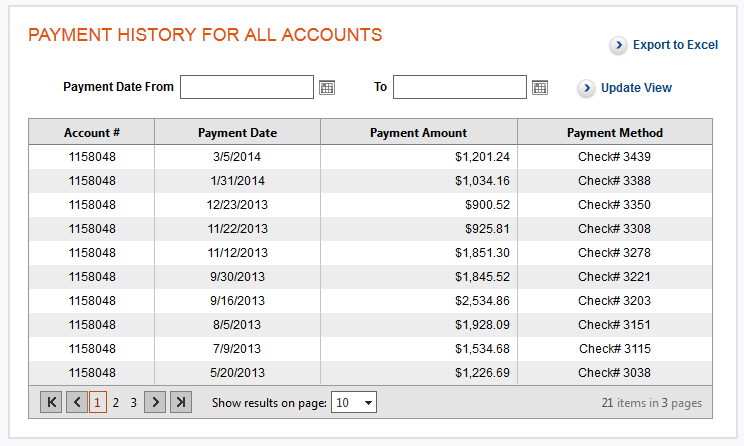 PAYMENT HISTORY FOR ALL ACCOUNTS
Export to Excel
Payment Date From To Update View
Account # Payment Date Payment Amount Payment Method
1158048 3/5/2014 $1,201.24 Check# 3439
1158048 1/31/2014 $1,034.16 Check# 3388
1158048 12/23/2013 $900.52 Check# 3350
1158048 11/22/2013 $925.81 Check# 3308
1158048 11/12/2013 $1,851.30 Check# 3278
1158048 9/30/2013 $1,845.52 Check# 3221
1158048 9/16/2013 $2,534.86 Check# 3203
1158048 8/5/2013 $1,928.09 Check# 3151
1158048 7/9/2013 $1,534.68 Check# 3115
1158048 5/20/2013 $1,226.69 Check# 3038
1 2 3 Show results on page: 10 21 items in 3 pages